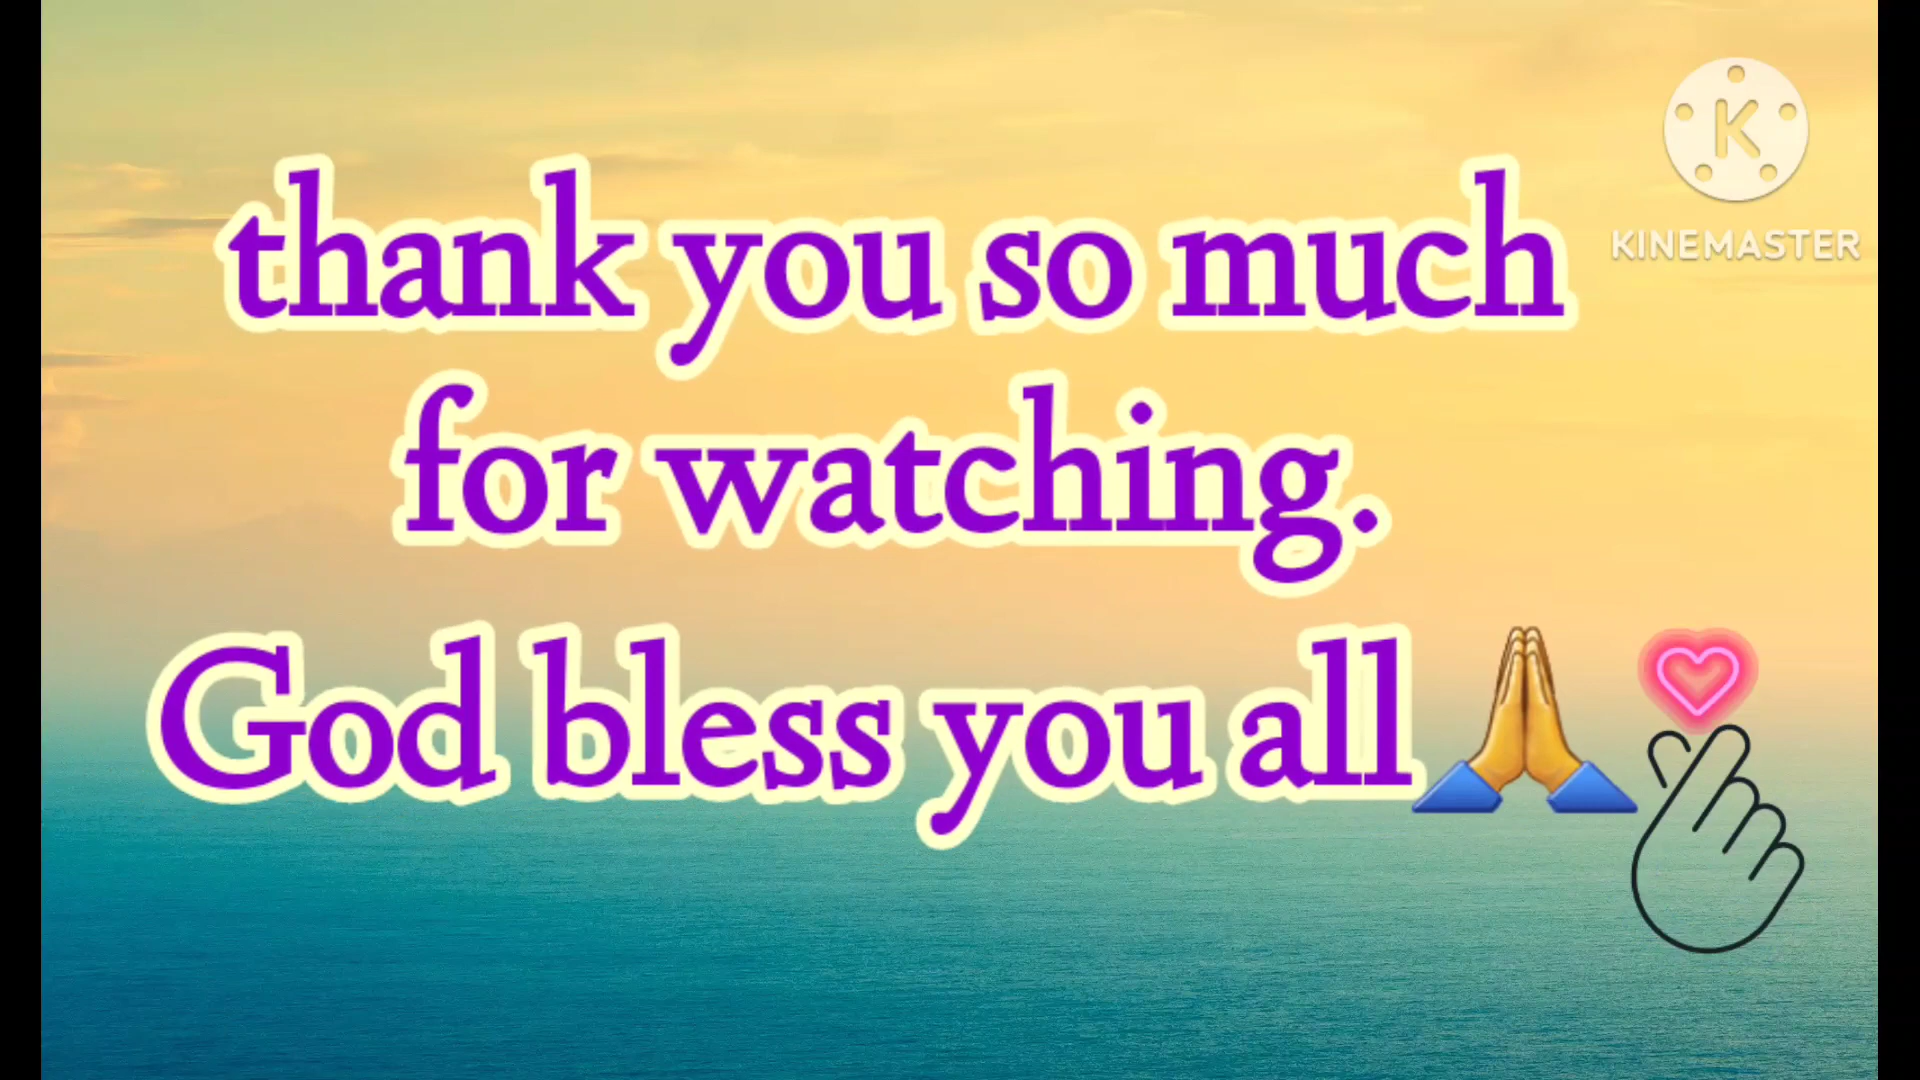 K
KINEMASTER
thank you so much
for watching.
God bless you all🙏